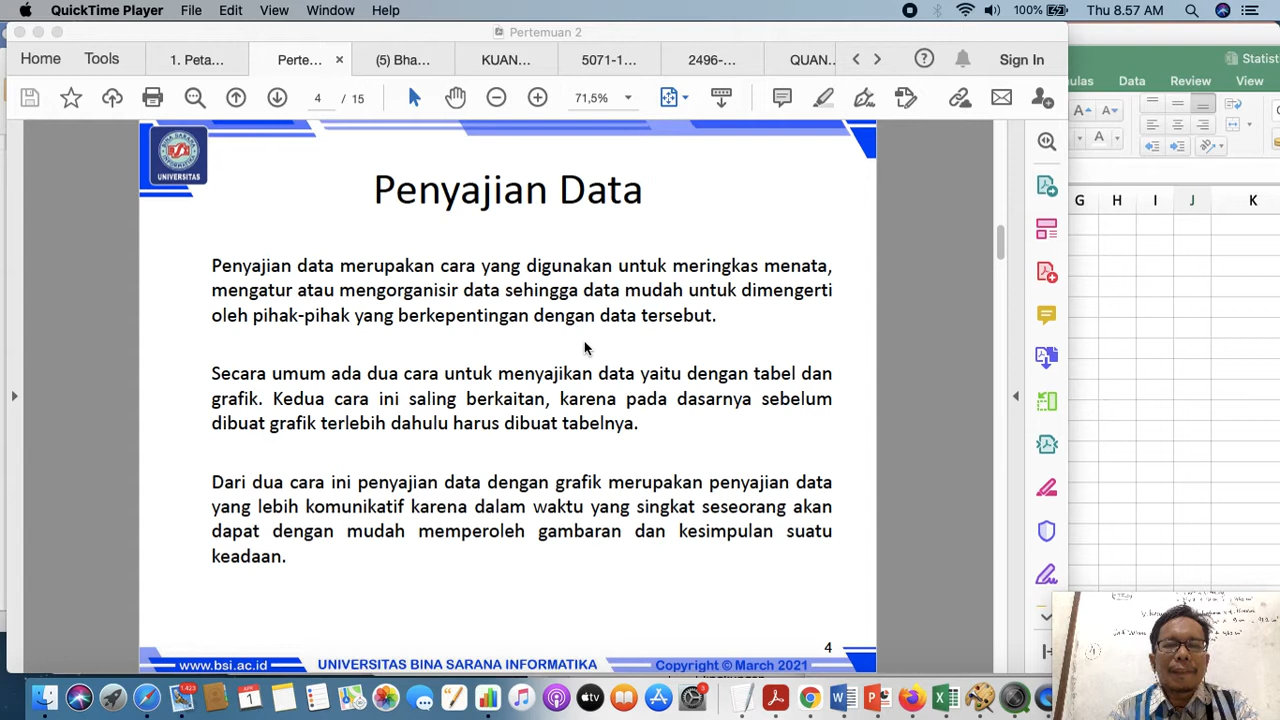 QuickTime Player File Edit View Window Help 100% Thu 8.57 AM
Pertemuan 2
Home Tools 1. Peta... Perte... × (5) Bha... KUAN... 5071-1... 2496-... QUAN... Sign In
Statist
ulas Data Review View
4 / 15 71,5%
A A
A
G H I J K
UNIVERSITAS
Penyajian Data
Penyajian data merupakan cara yang digunakan untuk meringkas menata,
mengatur atau mengorganisir data sehingga data mudah untuk dimengerti
oleh pihak-pihak yang berkepentingan dengan data tersebut.
Secara umum ada dua cara untuk menyajikan data yaitu dengan tabel dan
grafik. Kedua cara ini saling berkaitan, karena pada dasarnya sebelum
dibuat grafik terlebih dahulu harus dibuat tabelnya.
Dari dua cara ini penyajian data dengan grafik merupakan penyajian data
yang lebih komunikatif karena dalam waktu yang singkat seseorang akan
dapat dengan mudah memperoleh gambaran dan kesimpulan suatu
keadaan.
4
www.bsi.ac.id UNIVERSITAS BINA SARANA INFORMATIKA Copyright © March 2021